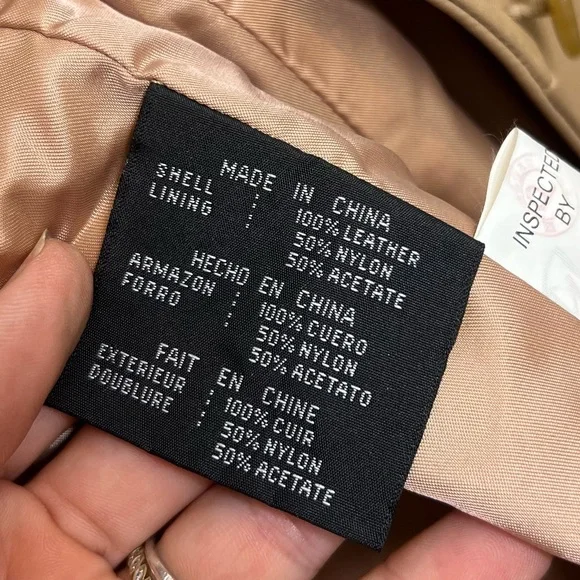 MADE IN CHINA
SHELL : 100% LEATHER
LINING : 50% NYLON
50% ACETATE
HECHO EN CHINA
ARMAZON : 100% CUERO
FORRO : 50% NYLON
50% ACETATO
FAIT EN CHINE
EXTERIEUR : 100% CUIR
DOUBLURE : 50% NYLON
50% ACETATE
INSPECTED
BY